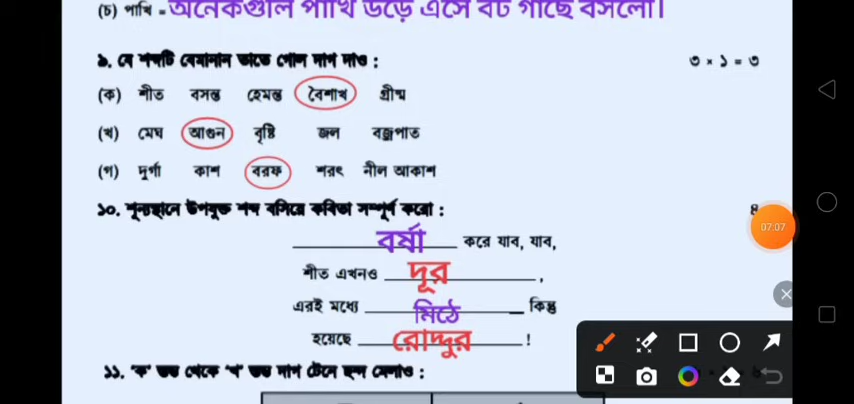 (চ) পাখি - অনেকগুলি পাখি উড়ে এসে বট গাছে বসলো।
৯. যে শব্দটি বেমানান তাতে গোল দাগ দাও : ৩ × ১ = ৩
(ক) শীত বসন্ত হেমন্ত বৈশাখ গ্রীষ্ম
(খ) মেঘ আগুন বৃষ্টি জল বজ্রপাত
(গ) দুর্গা কাশ বরফ শরৎ নীল আকাশ
১০. শূন্যস্থানে উপযুক্ত শব্দ বসিয়ে কবিতা সম্পূর্ণ করো : ৪
বর্ষা করে যাব, যাব,
শীত এখনও দূর ,
এরই মধ্যে মিঠে কিন্তু
হয়েছে রোদ্দুর !
১১. 'ক' স্তম্ভ থেকে 'খ' স্তম্ভ দাগ টেনে ছন্দ মেলাও :
07:07